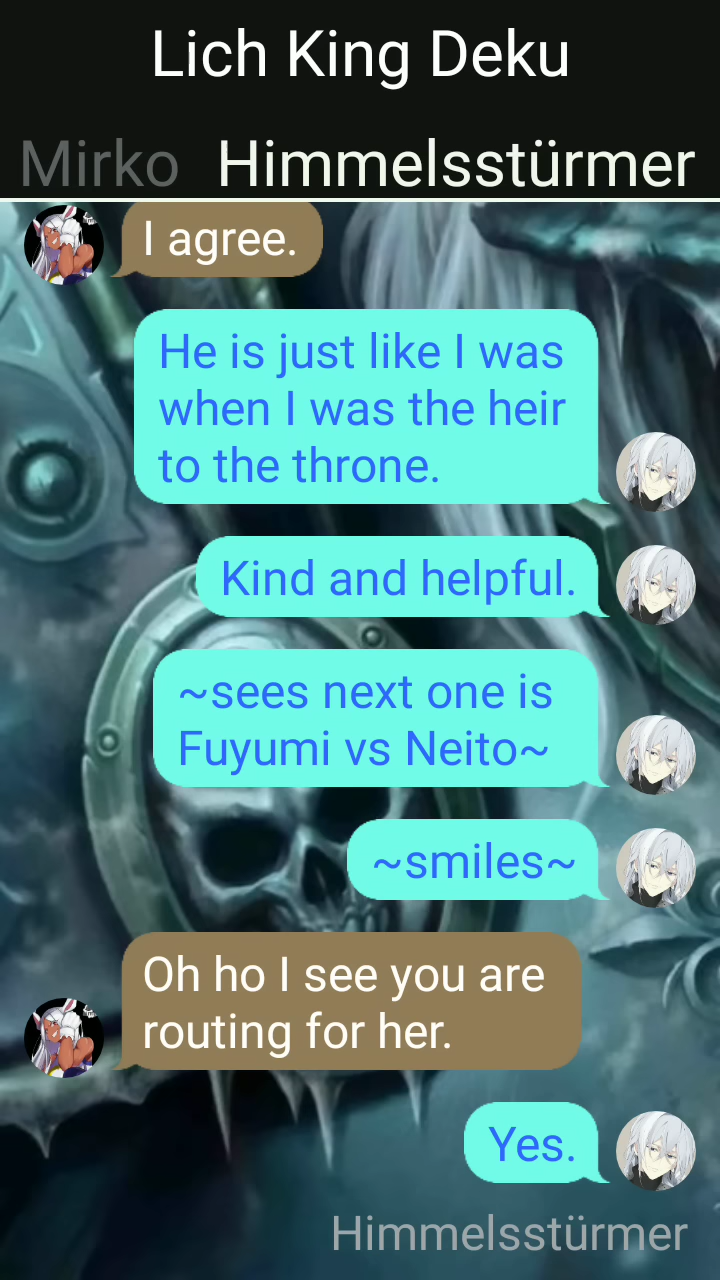 Lich King Deku
Mirko Himmelsstürmer
I agree.
He is just like I was
when I was the heir
to the throne.
Kind and helpful.
~sees next one is
Fuyumi vs Neito~
~smiles~
Oh ho I see you are
routing for her.
Yes.
Himmelsstürmer